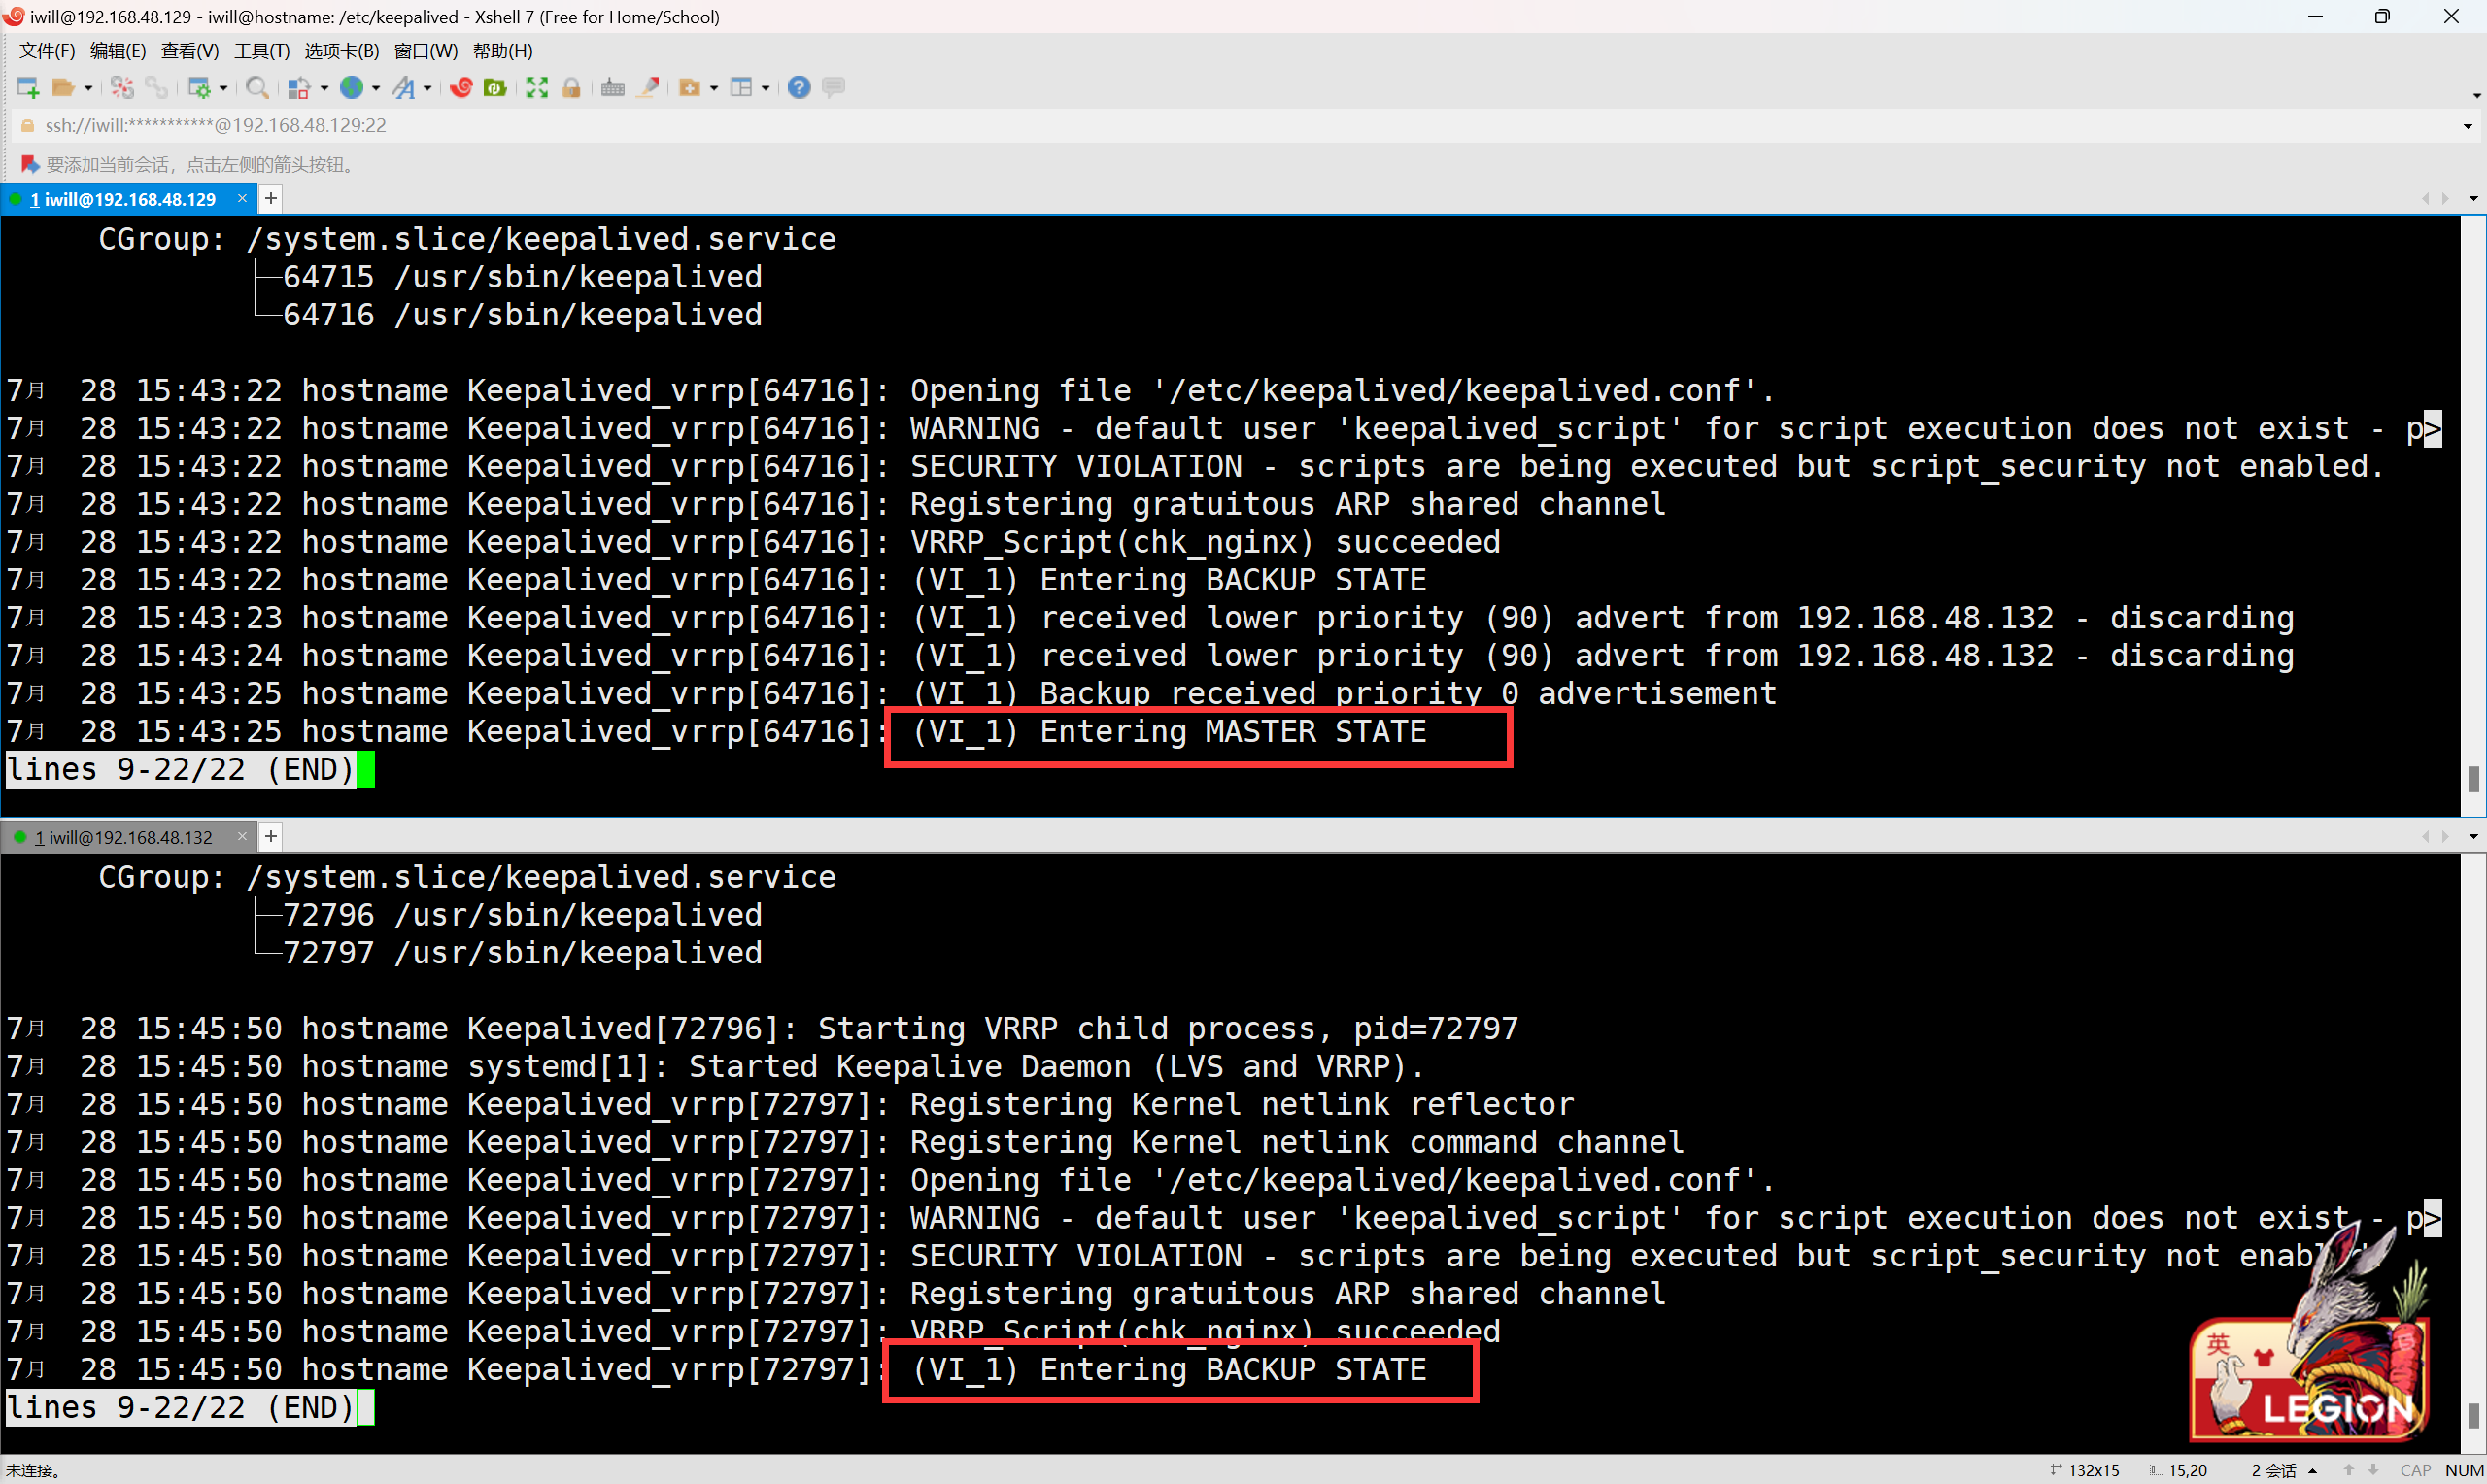 iwill@192.168.48.129 - iwill@hostname: /etc/keepalived - Xshell 7 (Free for Home/School)
文件(F) 编辑(E) 查看(V) 工具(T) 选项卡(B) 窗口(W) 帮助(H)
ssh://iwill:***********@192.168.48.129:22
要添加当前会话，点击左侧的箭头按钮。
1 iwill@192.168.48.129 × +
CGroup: /system.slice/keepalived.service
├─64715 /usr/sbin/keepalived
└─64716 /usr/sbin/keepalived
7月 28 15:43:22 hostname Keepalived_vrrp[64716]: Opening file '/etc/keepalived/keepalived.conf'.
7月 28 15:43:22 hostname Keepalived_vrrp[64716]: WARNING - default user 'keepalived_script' for script execution does not exist - p>
7月 28 15:43:22 hostname Keepalived_vrrp[64716]: SECURITY VIOLATION - scripts are being executed but script_security not enabled.
7月 28 15:43:22 hostname Keepalived_vrrp[64716]: Registering gratuitous ARP shared channel
7月 28 15:43:22 hostname Keepalived_vrrp[64716]: VRRP_Script(chk_nginx) succeeded
7月 28 15:43:22 hostname Keepalived_vrrp[64716]: (VI_1) Entering BACKUP STATE
7月 28 15:43:23 hostname Keepalived_vrrp[64716]: (VI_1) received lower priority (90) advert from 192.168.48.132 - discarding
7月 28 15:43:24 hostname Keepalived_vrrp[64716]: (VI_1) received lower priority (90) advert from 192.168.48.132 - discarding
7月 28 15:43:25 hostname Keepalived_vrrp[64716]: (VI_1) Backup received priority 0 advertisement
7月 28 15:43:25 hostname Keepalived_vrrp[64716]: (VI_1) Entering MASTER STATE
lines 9-22/22 (END)
1 iwill@192.168.48.132 × +
CGroup: /system.slice/keepalived.service
├─72796 /usr/sbin/keepalived
└─72797 /usr/sbin/keepalived
7月 28 15:45:50 hostname Keepalived[72796]: Starting VRRP child process, pid=72797
7月 28 15:45:50 hostname systemd[1]: Started Keepalive Daemon (LVS and VRRP).
7月 28 15:45:50 hostname Keepalived_vrrp[72797]: Registering Kernel netlink reflector
7月 28 15:45:50 hostname Keepalived_vrrp[72797]: Registering Kernel netlink command channel
7月 28 15:45:50 hostname Keepalived_vrrp[72797]: Opening file '/etc/keepalived/keepalived.conf'.
7月 28 15:45:50 hostname Keepalived_vrrp[72797]: WARNING - default user 'keepalived_script' for script execution does not exist - p>
7月 28 15:45:50 hostname Keepalived_vrrp[72797]: SECURITY VIOLATION - scripts are being executed but script_security not
7月 28 15:45:50 hostname Keepalived_vrrp[72797]: Registering gratuitous ARP shared channel
7月 28 15:45:50 hostname Keepalived_vrrp[72797]: VRRP_Script(chk_nginx) succeeded
7月 28 15:45:50 hostname Keepalived_vrrp[72797]: (VI_1) Entering BACKUP STATE
lines 9-22/22 (END)
英
LEGION
未连接。 132x15 15,20 2 会话 CAP NUM